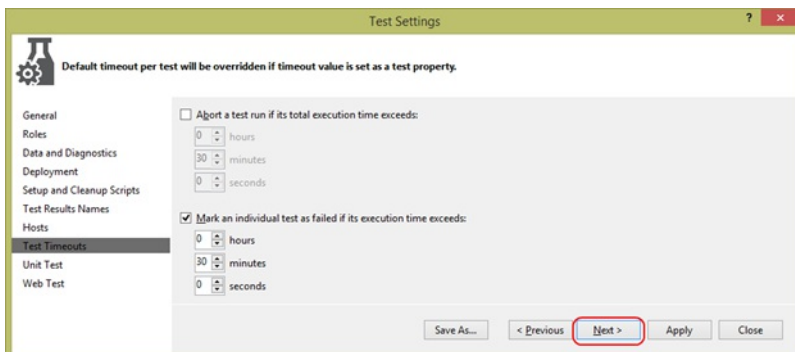 Test Settings
? ×
Default timeout per test will be overridden if timeout value is set as a test property.
General
Roles
Data and Diagnostics
Deployment
Setup and Cleanup Scripts
Test Results Names
Hosts
Test Timeouts
Unit Test
Web Test
Abort a test run if its total execution time exceeds:
0 hours
30 minutes
0 seconds
Mark an individual test as failed if its execution time exceeds:
0 hours
30 minutes
0 seconds
Save As...
< Previous
Next >
Apply
Close